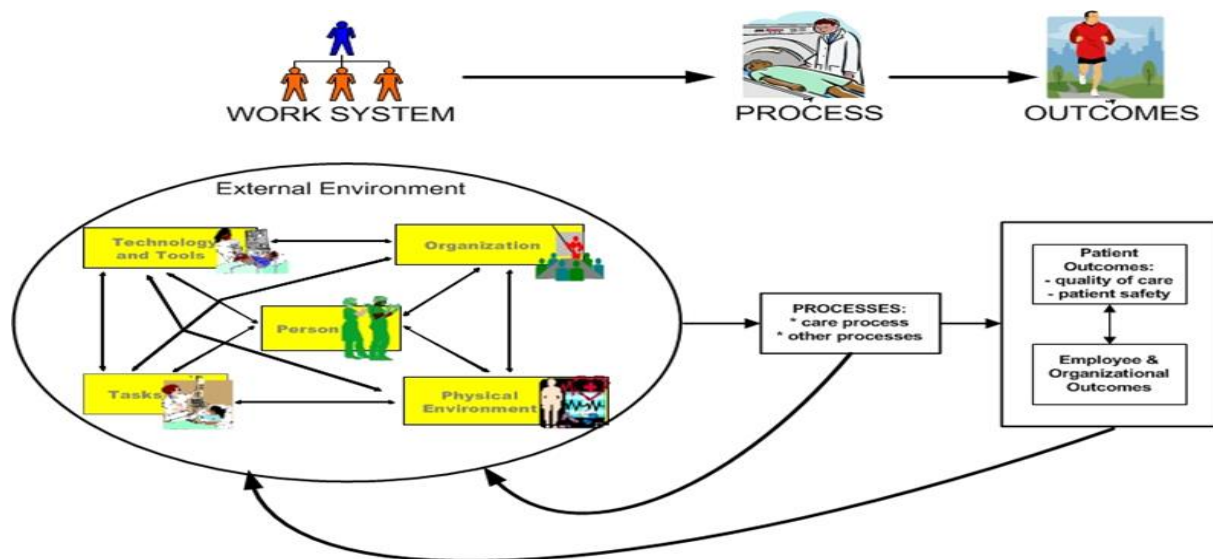 WORK SYSTEM
PROCESS
OUTCOMES
External Environment
Technology
and Tools
Organization
Person
Tasks
Physical
Environment
PROCESSES:
* care process
* other processes
Patient
Outcomes:
- quality of care
- patient safety
Employee &
Organizational
Outcomes